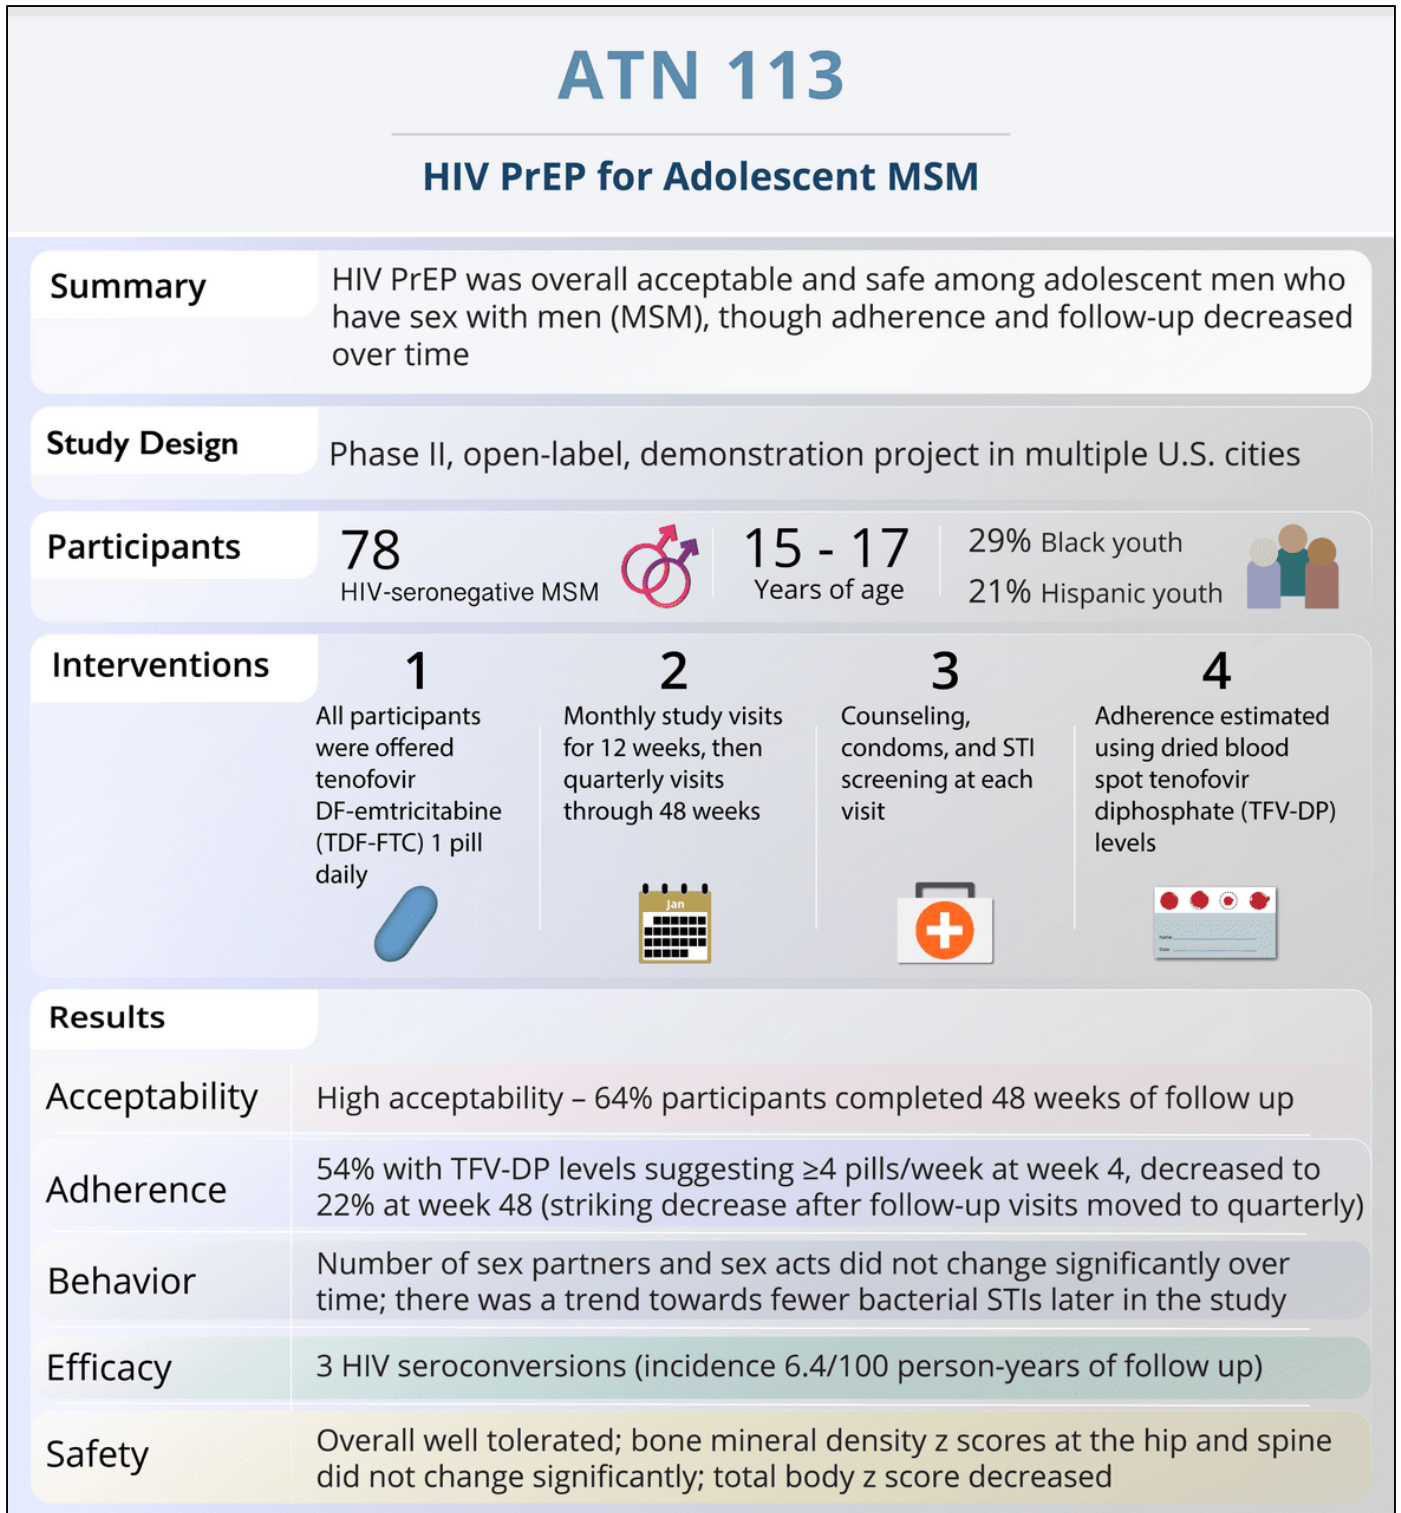 ATN 113
HIV PrEP for Adolescent MSM
Summary
HIV PrEP was overall acceptable and safe among adolescent men who
have sex with men (MSM), though adherence and follow-up decreased
over time
Study Design
Phase II, open-label, demonstration project in multiple U.S. cities
Participants
78
HIV-seronegative MSM
15 - 17
Years of age
29% Black youth
21% Hispanic youth
Interventions
1
All participants
were offered
tenofovir
DF-emtricitabine
(TDF-FTC) 1 pill
daily
2
Monthly study visits
for 12 weeks, then
quarterly visits
through 48 weeks
Jan
3
Counseling,
condoms, and STI
screening at each
visit
4
Adherence estimated
using dried blood
spot tenofovir
diphosphate (TFV-DP)
levels
Name
Date
Results
Acceptability
High acceptability – 64% participants completed 48 weeks of follow up
Adherence
54% with TFV-DP levels suggesting ≥4 pills/week at week 4, decreased to
22% at week 48 (striking decrease after follow-up visits moved to quarterly)
Behavior
Number of sex partners and sex acts did not change significantly over
time; there was a trend towards fewer bacterial STIs later in the study
Efficacy
3 HIV seroconversions (incidence 6.4/100 person-years of follow up)
Safety
Overall well tolerated; bone mineral density z scores at the hip and spine
did not change significantly; total body z score decreased